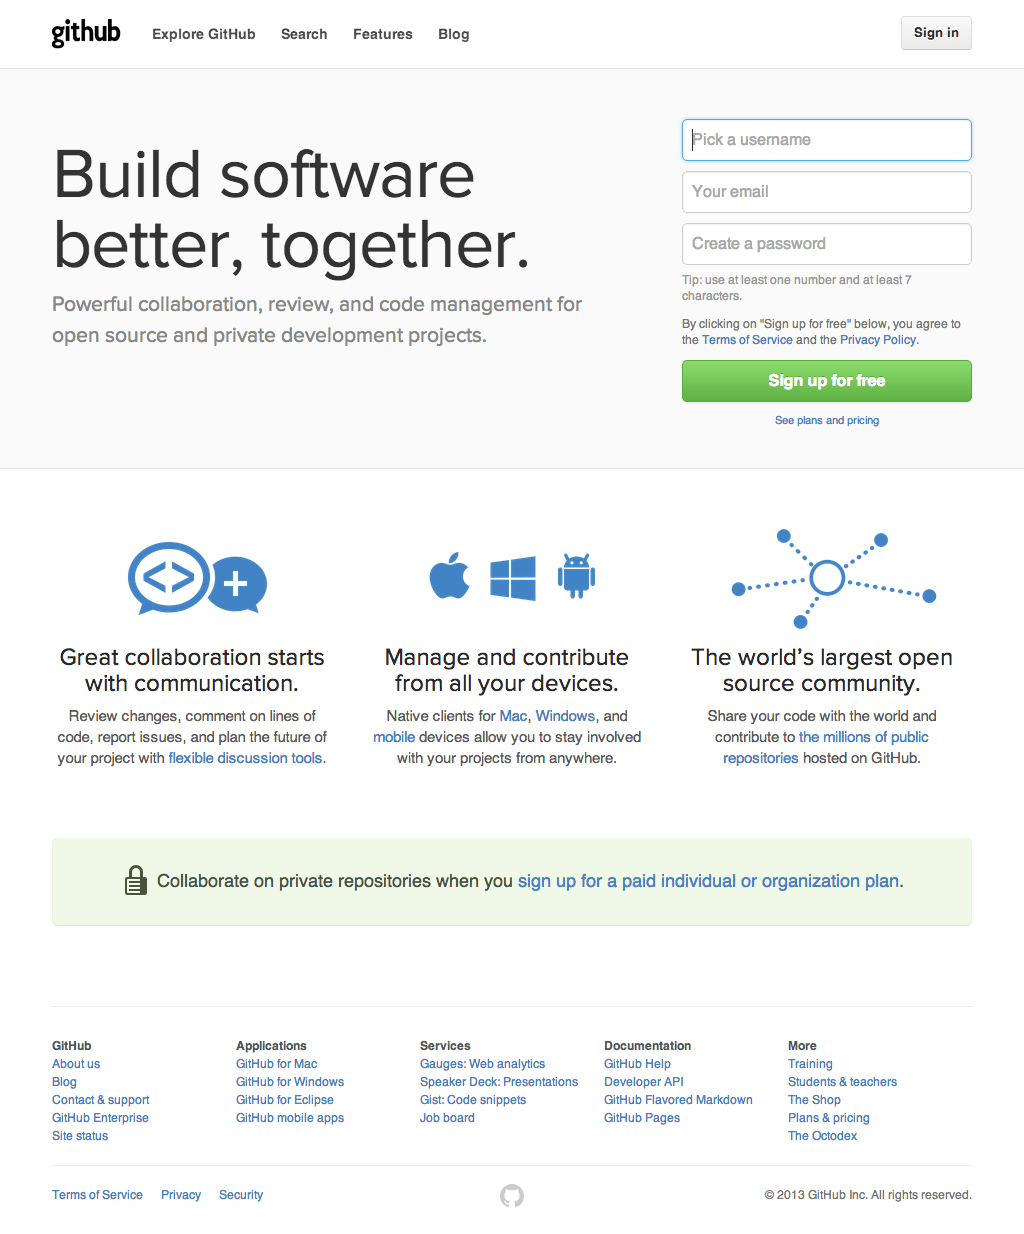 github
Explore GitHub
Search
Features
Blog
Sign in
Build software
better, together.
Powerful collaboration, review, and code management for
open source and private development projects.
Pick a username
Your email
Create a password
Tip: use at least one number and at least 7
characters.
By clicking on "Sign up for free" below, you agree to
the Terms of Service and the Privacy Policy.
Sign up for free
See plans and pricing
Great collaboration starts
with communication.
Review changes, comment on lines of
code, report issues, and plan the future of
your project with flexible discussion tools.
Manage and contribute
from all your devices.
Native clients for Mac, Windows, and
mobile devices allow you to stay involved
with your projects from anywhere.
The world's largest open
source community.
Share your code with the world and
contribute to the millions of public
repositories hosted on GitHub.
Collaborate on private repositories when you sign up for a paid individual or organization plan.
GitHub
About us
Blog
Contact & support
GitHub Enterprise
Site status
Applications
GitHub for Mac
GitHub for Windows
GitHub for Eclipse
GitHub mobile apps
Services
Gauges: Web analytics
Speaker Deck: Presentations
Gist: Code snippets
Job board
Documentation
GitHub Help
Developer API
GitHub Flavored Markdown
GitHub Pages
More
Training
Students & teachers
The Shop
Plans & pricing
The Octodex
Terms of Service
Privacy
Security
© 2013 GitHub Inc. All rights reserved.